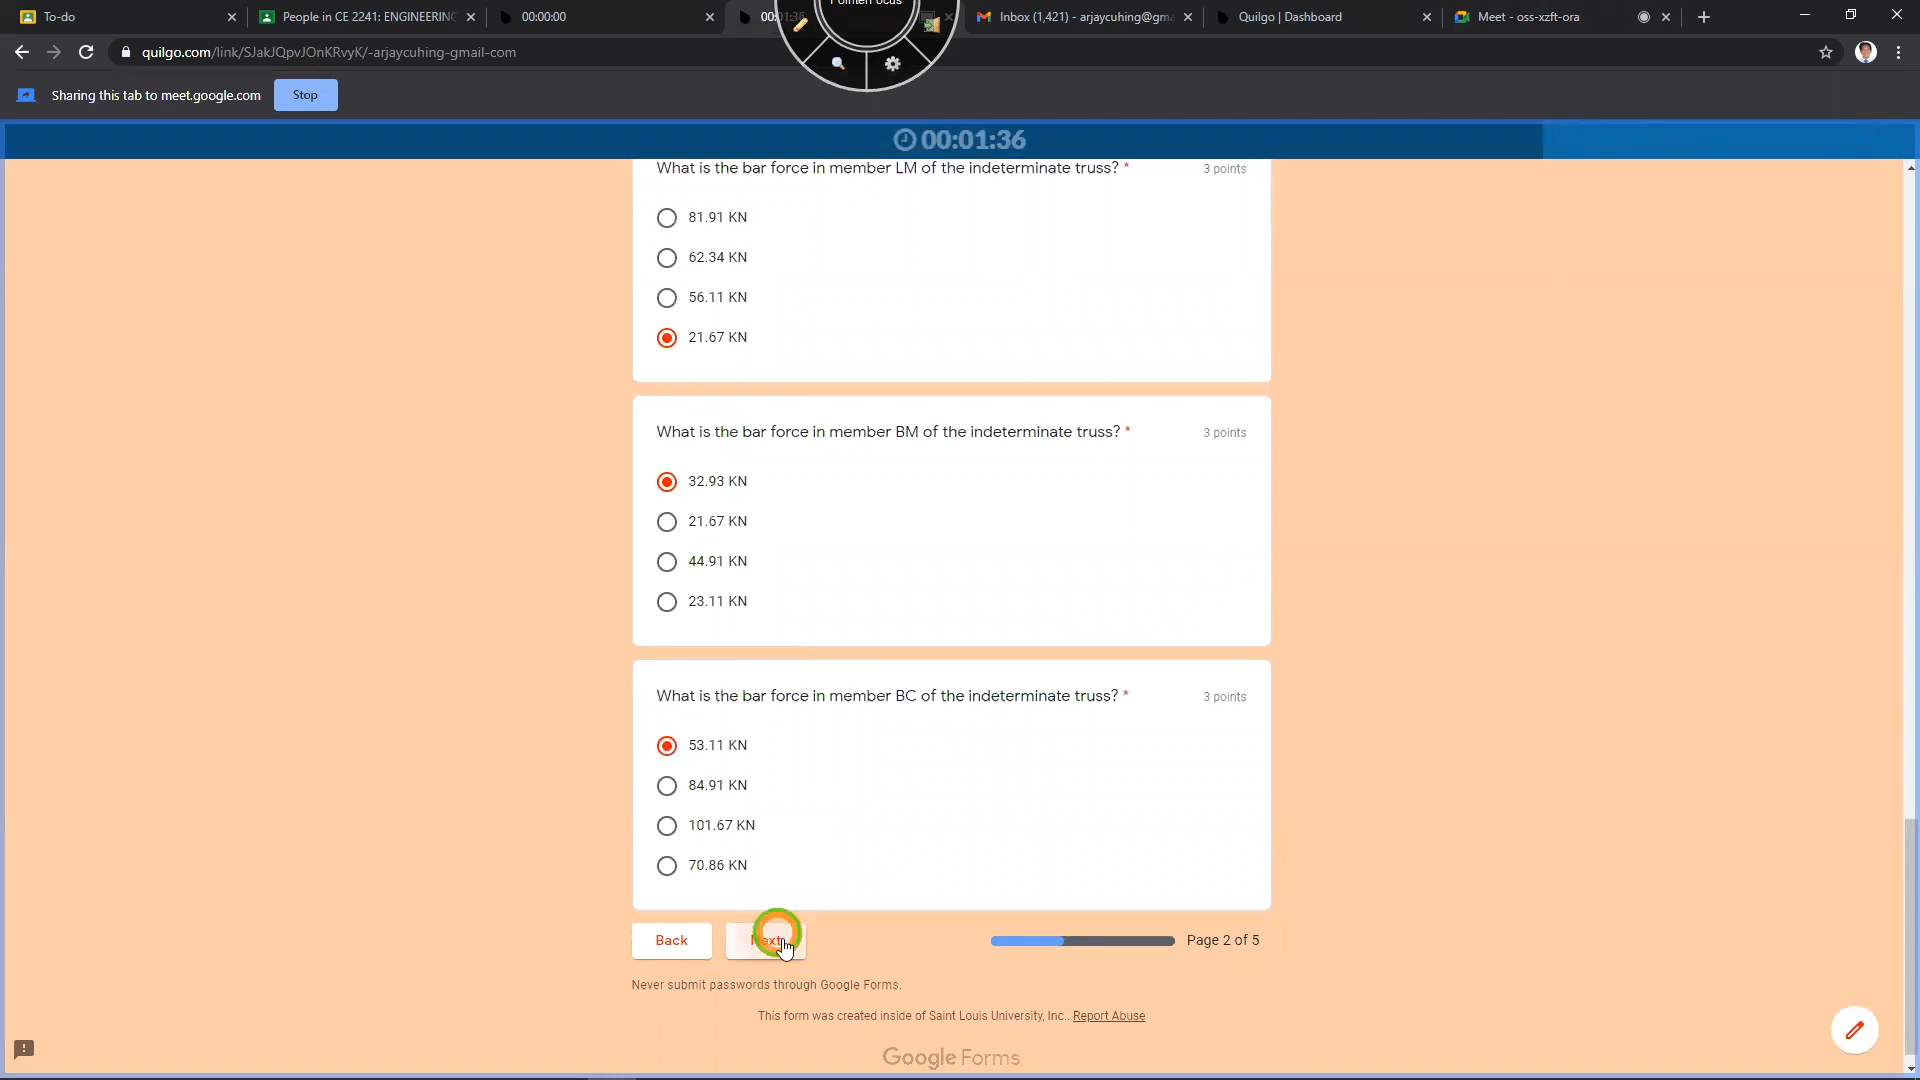 To-do
People in CE 2241: ENGINEERING
00:00:00
Inbox (1,421) - arjaycuhing@gma
Quilgo | Dashboard
Meet - oss-xzft-ora
quilgo.com/link/SJakJQpvJOnKRvyK/-arjaycuhing-gmail-com
Sharing this tab to meet.google.com
Stop
00:01:36
What is the bar force in member LM of the indeterminate truss? *
3 points
81.91 KN
62.34 KN
56.11 KN
21.67 KN
What is the bar force in member BM of the indeterminate truss? *
3 points
32.93 KN
21.67 KN
44.91 KN
23.11 KN
What is the bar force in member BC of the indeterminate truss? *
3 points
53.11 KN
84.91 KN
101.67 KN
70.86 KN
Back
Next
Page 2 of 5
Never submit passwords through Google Forms.
This form was created inside of Saint Louis University, Inc.. Report Abuse
Google Forms